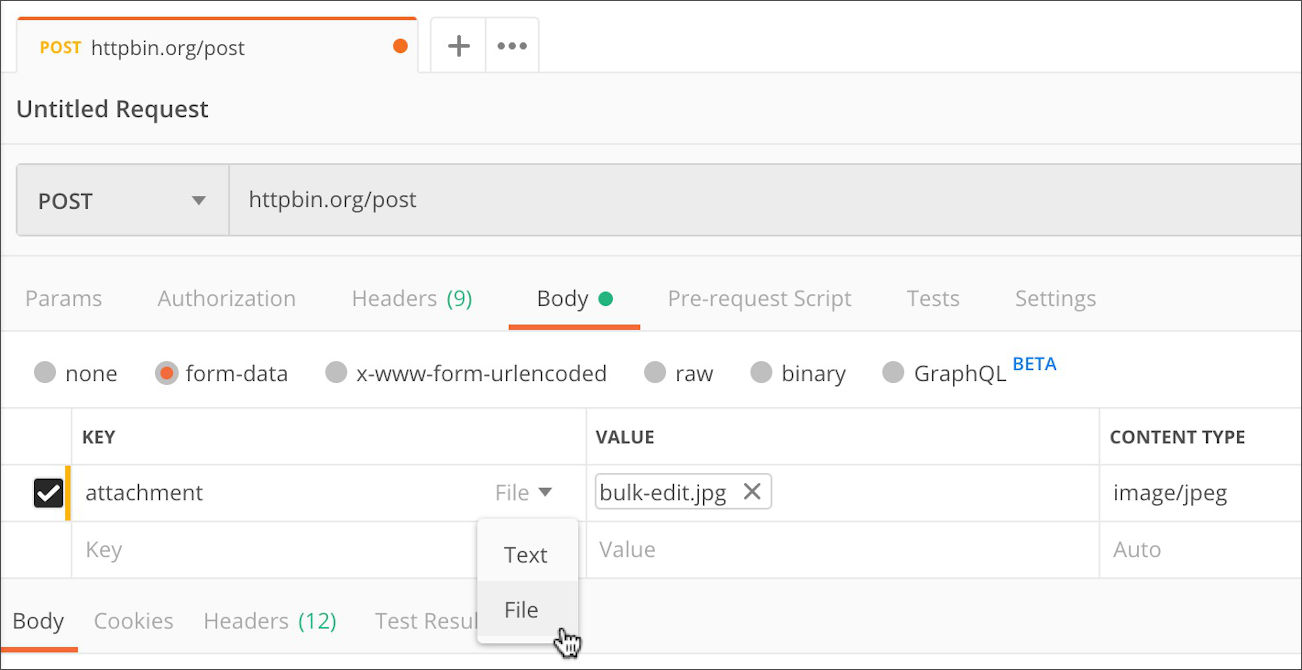 POST httpbin.org/post
Untitled Request
POST httpbin.org/post
Params Authorization Headers (9) Body Pre-request Script Tests Settings
none form-data x-www-form-urlencoded raw binary GraphQL BETA
KEY VALUE CONTENT TYPE
attachment File bulk-edit.jpg image/jpeg
Key Value Auto
Text
File
Body Cookies Headers (12) Test Resul